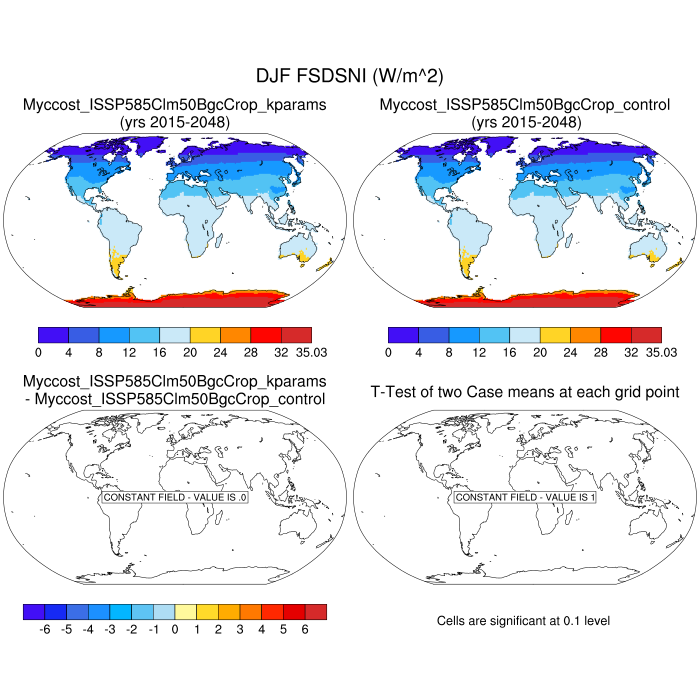 DJF FSDSNI (W/m^2)
Myccost_ISSP585Clm50BgcCrop_kparams
(yrs 2015-2048)
Myccost_ISSP585Clm50BgcCrop_control
(yrs 2015-2048)
0 4 8 12 16 20 24 28 32 35.03
0 4 8 12 16 20 24 28 32 35.03
Myccost_ISSP585Clm50BgcCrop_kparams
- Myccost_ISSP585Clm50BgcCrop_control
T-Test of two Case means at each grid point
CONSTANT FIELD - VALUE IS .0
CONSTANT FIELD - VALUE IS 1
-6 -5 -4 -3 -2 -1 0 1 2 3 4 5 6
Cells are significant at 0.1 level